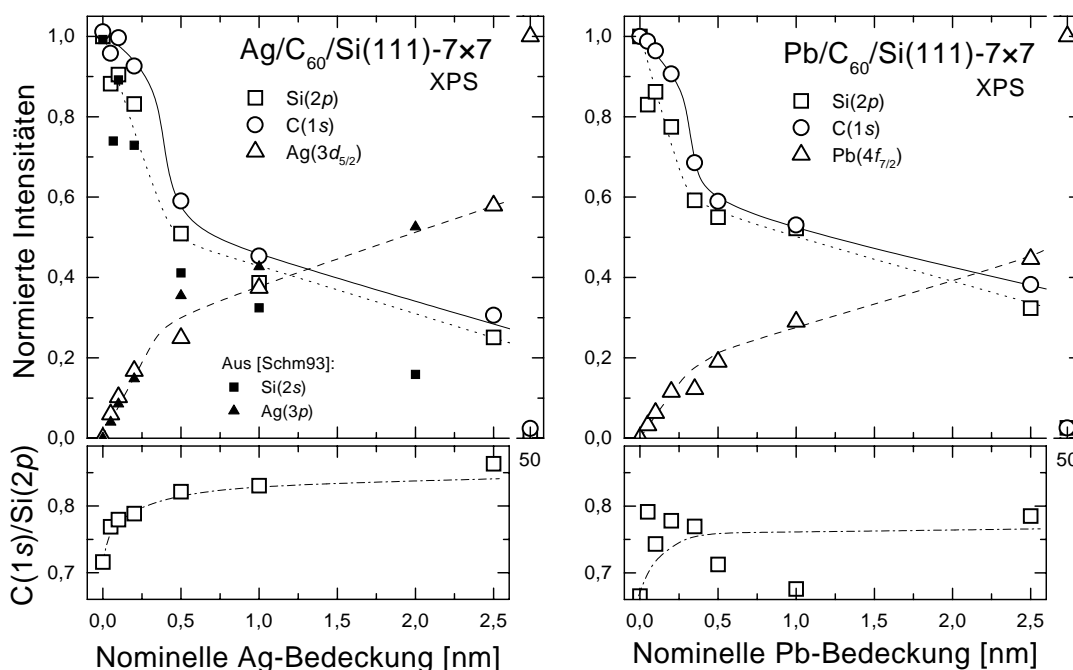 Ag/C60/Si(111)-7×7
XPS
Si(2p)
C(1s)
Ag(3d5/2)
Aus [Schm93]:
Si(2s)
Ag(3p)
Normierte Intensitäten
1,0
0,8
0,6
0,4
0,2
0,0
C(1s)/Si(2p)
0,8
0,7
0,0
0,5
1,0
1,5
2,0
2,5
50
Nominelle Ag-Bedeckung [nm]
Pb/C60/Si(111)-7×7
XPS
Si(2p)
C(1s)
Pb(4f7/2)
1,0
0,8
0,6
0,4
0,2
0,0
0,8
0,7
0,0
0,5
1,0
1,5
2,0
2,5
50
Nominelle Pb-Bedeckung [nm]